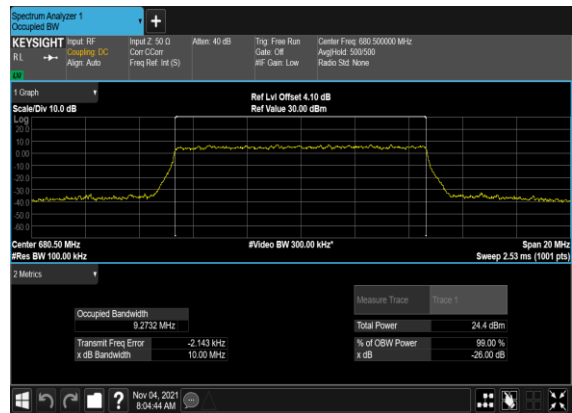 Spectrum Analyzer 1
Occupied BW
+
KEYSIGHT Input: RF Input Z: 50 Ω Atten: 40 dB Trig: Free Run Center Freq: 680.500000 MHz
RL Coupling: DC Corr CCorr Gate: Off Avg|Hold: 500/500
Align: Auto Freq Ref: Int (S) #IF Gain: Low Radio Std: None
LW
1 Graph
Ref Lvl Offset 4.10 dB
Scale/Div 10.0 dB Ref Value 30.00 dBm
Log
20.0
10.0
0.00
-10.0
-20.0
-30.0
-40.0
-50.0
-60.0
Center 680.50 MHz #Video BW 300.00 kHz* Span 20 MHz
#Res BW 100.00 kHz Sweep 2.53 ms (1001 pts)
2 Metrics
Measure Trace Trace 1
Occupied Bandwidth
9.2732 MHz Total Power 24.4 dBm
Transmit Freq Error -2.143 kHz % of OBW Power 99.00 %
x dB Bandwidth 10.00 MHz x dB -26.00 dB
? Nov 04, 2021
8:04:44 AM